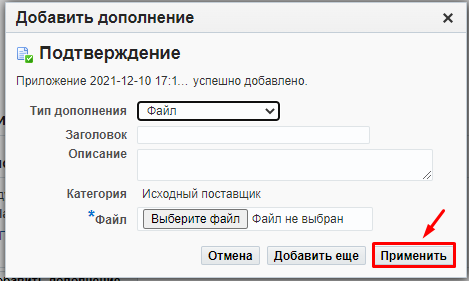 Добавить дополнение
Подтверждение
Приложение 2021-12-10 17:1... успешно добавлено.
Тип дополнения Файл
Заголовок
Описание
Категория Исходный поставщик
*Файл Выберите файл Файл не выбран
Отмена Добавить еще Применить